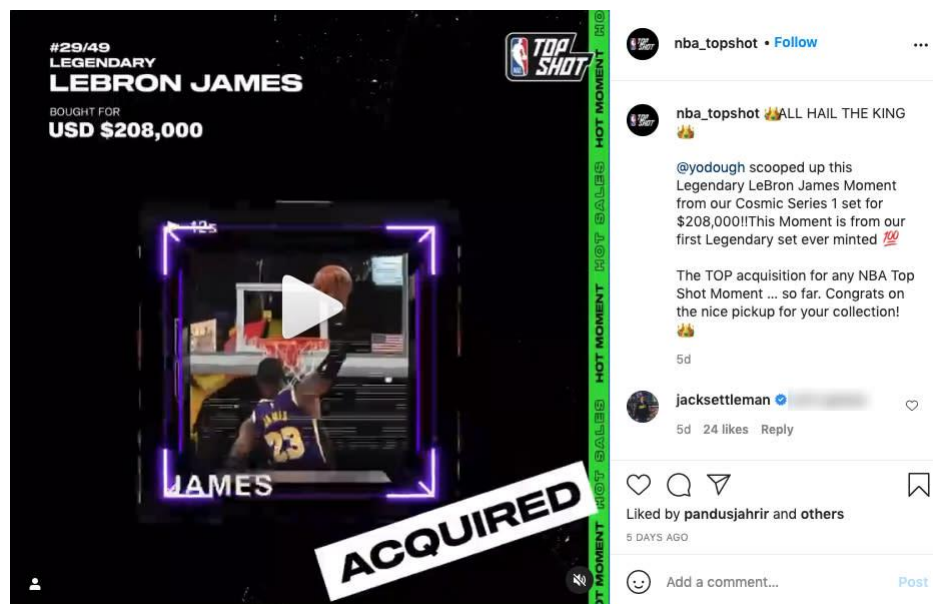 #29/49
LEGENDARY
LEBRON JAMES
BOUGHT FOR
USD $208,000
TOP
SHOT
12s
JAMES
23
JAMES
ACQUIRED
HOT MOMENT HOT SALES HOT MOMENT HOT SALES HOT MOMENT HO
nba_topshot • Follow
nba_topshot 👑ALL HAIL THE KING
👑
@yodough scooped up this
Legendary LeBron James Moment
from our Cosmic Series 1 set for
$208,000!!This Moment is from our
first Legendary set ever minted 💯
The TOP acquisition for any NBA Top
Shot Moment ... so far. Congrats on
the nice pickup for your collection!
👑
5d
jacksettleman
5d 24 likes Reply
Liked by pandusjahrir and others
5 DAYS AGO
Add a comment... Post